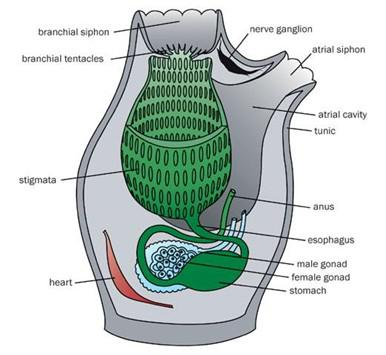 branchial siphon
nerve ganglion
branchial tentacles
atrial siphon
atrial cavity
tunic
stigmata
anus
esophagus
male gonad
female gonad
heart
stomach